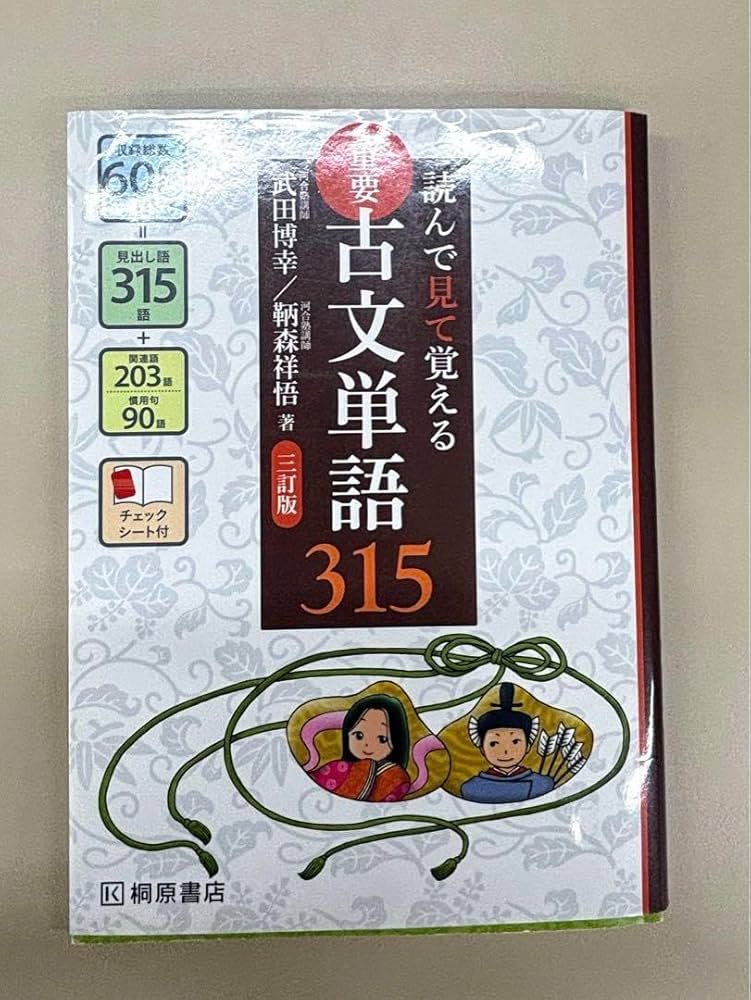 読んで見て覚える
重要
古文単語
315
河合塾講師
武田博幸／鞆森祥悟 著
河合塾講師
三訂版
収録総数
＝
見出し語
315
語
+
関連語
203語
慣用句
90語
チェック
シート付
桐原書店